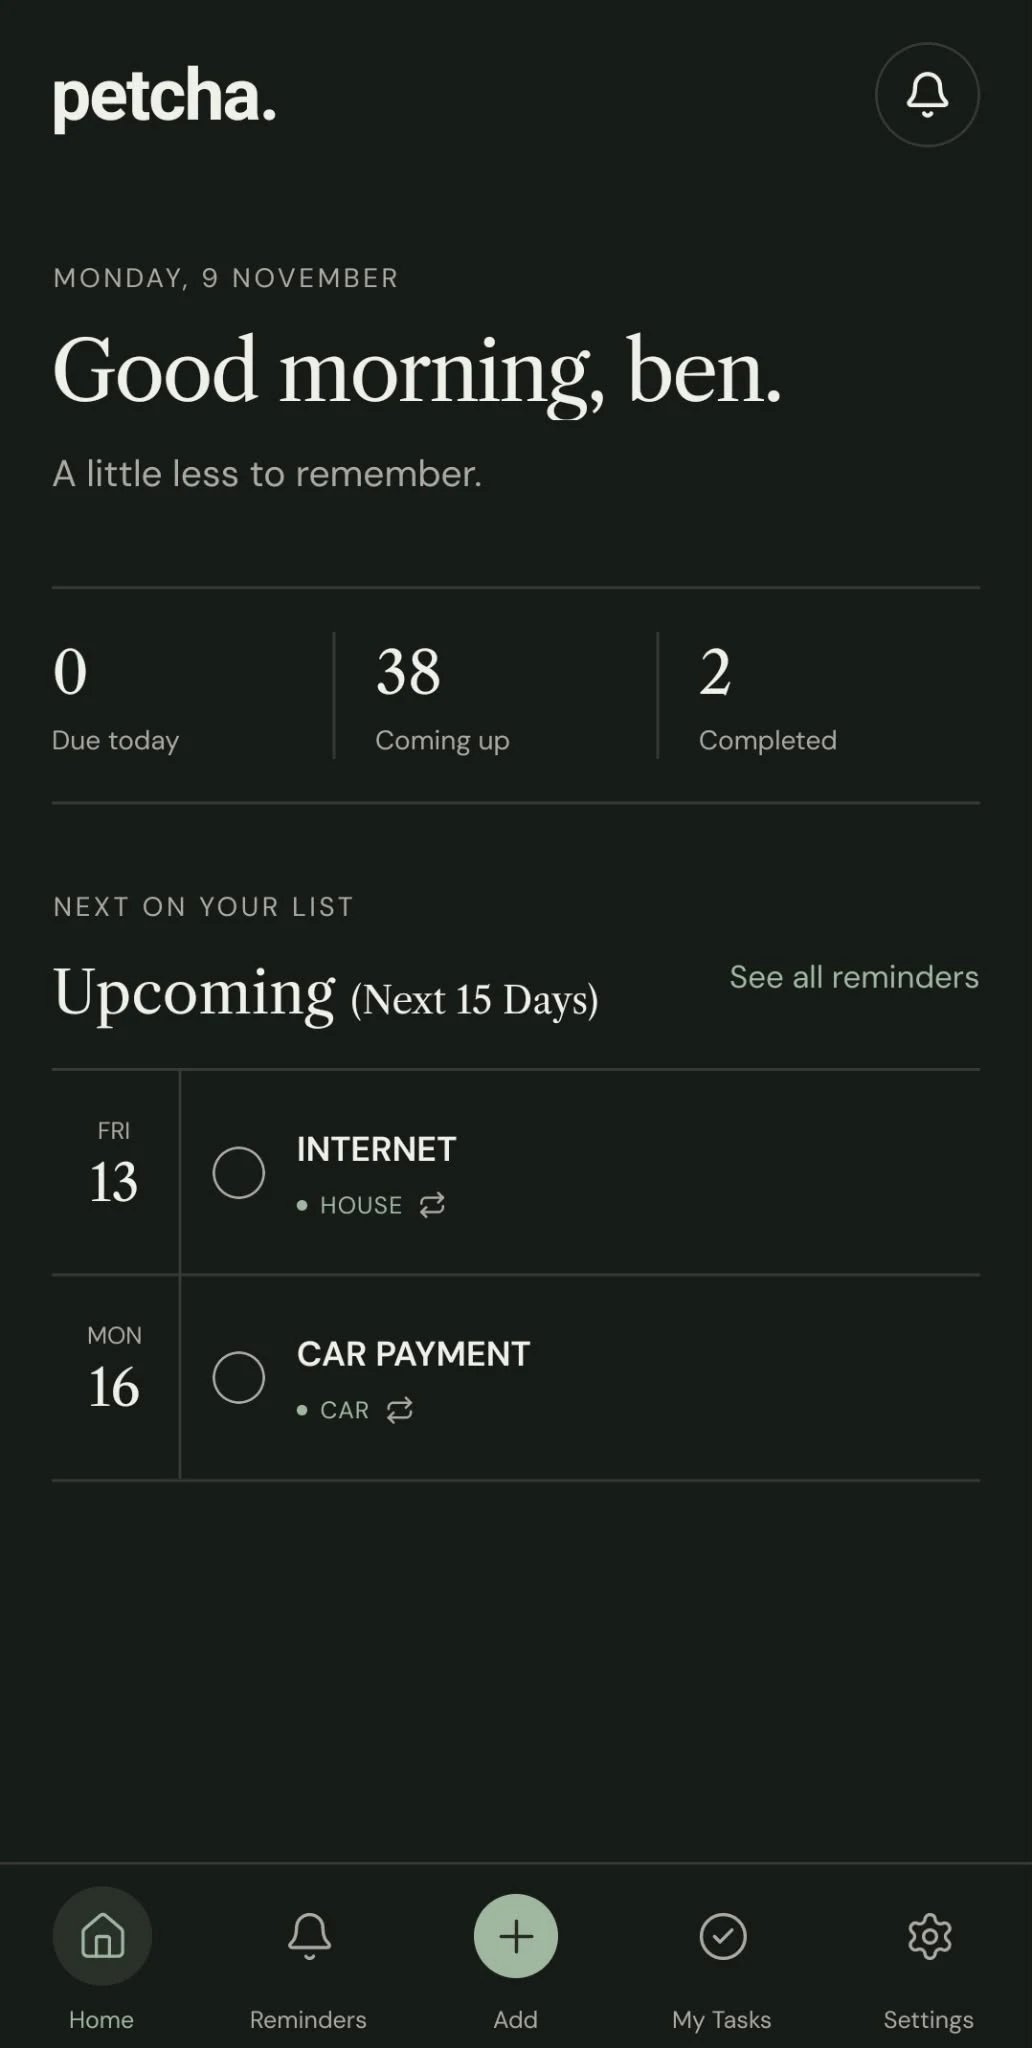 petcha.
MONDAY, 9 NOVEMBER
Good morning, ben.
A little less to remember.
0
Due today
38
Coming up
2
Completed
NEXT ON YOUR LIST
Upcoming (Next 15 Days)
See all reminders
FRI
13
INTERNET
HOUSE
MON
16
CAR PAYMENT
CAR
Home
Reminders
Add
My Tasks
Settings